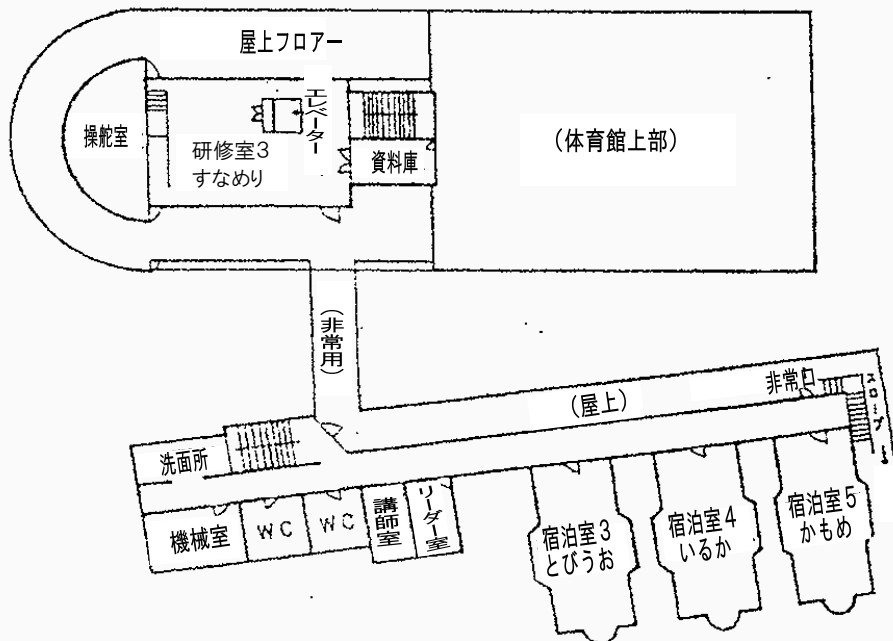 屋上フロアー
エレベーター
操舵室
研修室3
すなめり
資料庫
(体育館上部)
(非常用)
(屋上)
非常口
スロープ
洗面所
機械室
WC
WC
講師室
リーダー室
宿泊室3
とびうお
宿泊室4
いるか
宿泊室5
かもめ